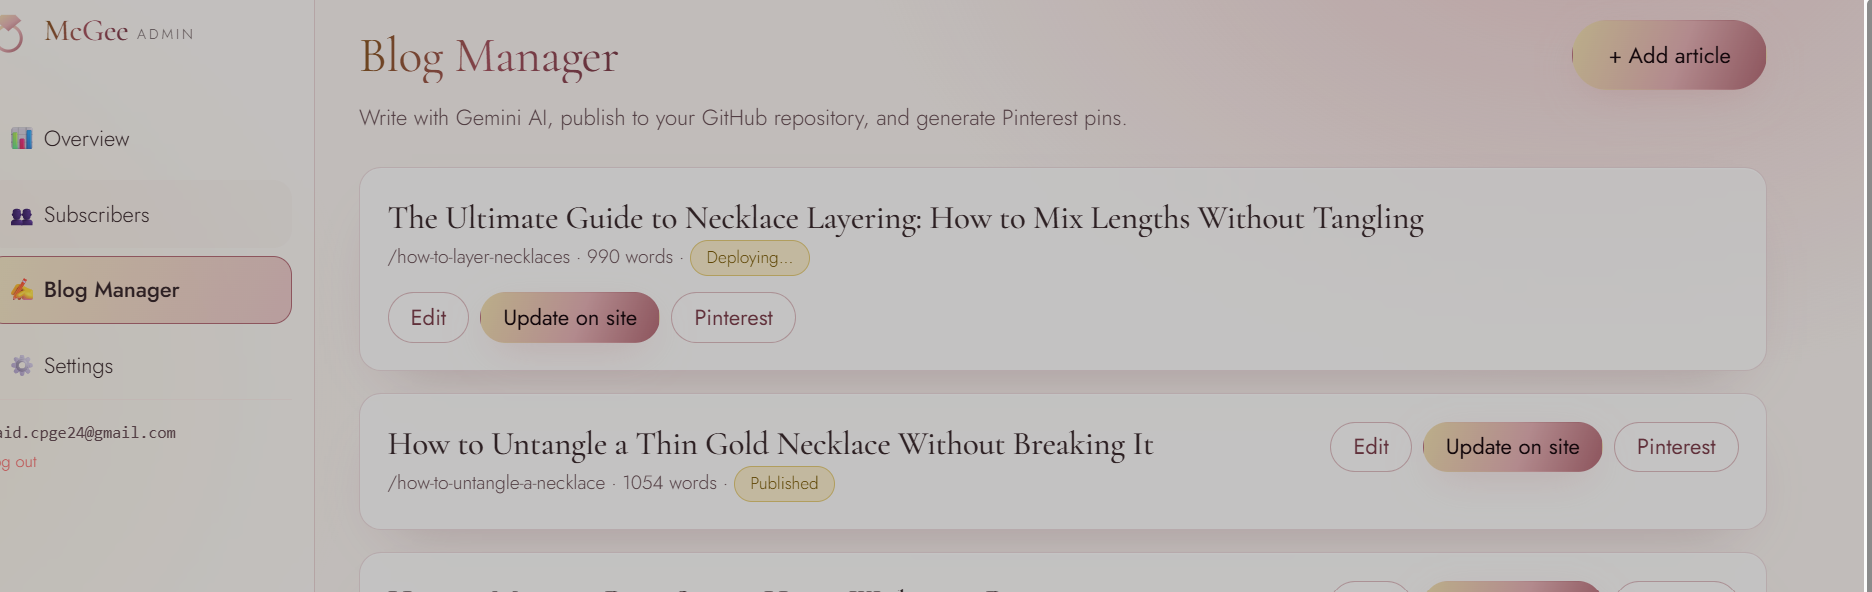 McGee ADMIN
Overview
Subscribers
Blog Manager
Settings
aid.cpge24@gmail.com
og out
Blog Manager
+ Add article
Write with Gemini AI, publish to your GitHub repository, and generate Pinterest pins.
The Ultimate Guide to Necklace Layering: How to Mix Lengths Without Tangling
/how-to-layer-necklaces · 990 words · Deploying...
Edit Update on site Pinterest
How to Untangle a Thin Gold Necklace Without Breaking It
/how-to-untangle-a-necklace · 1054 words · Published
Edit Update on site Pinterest